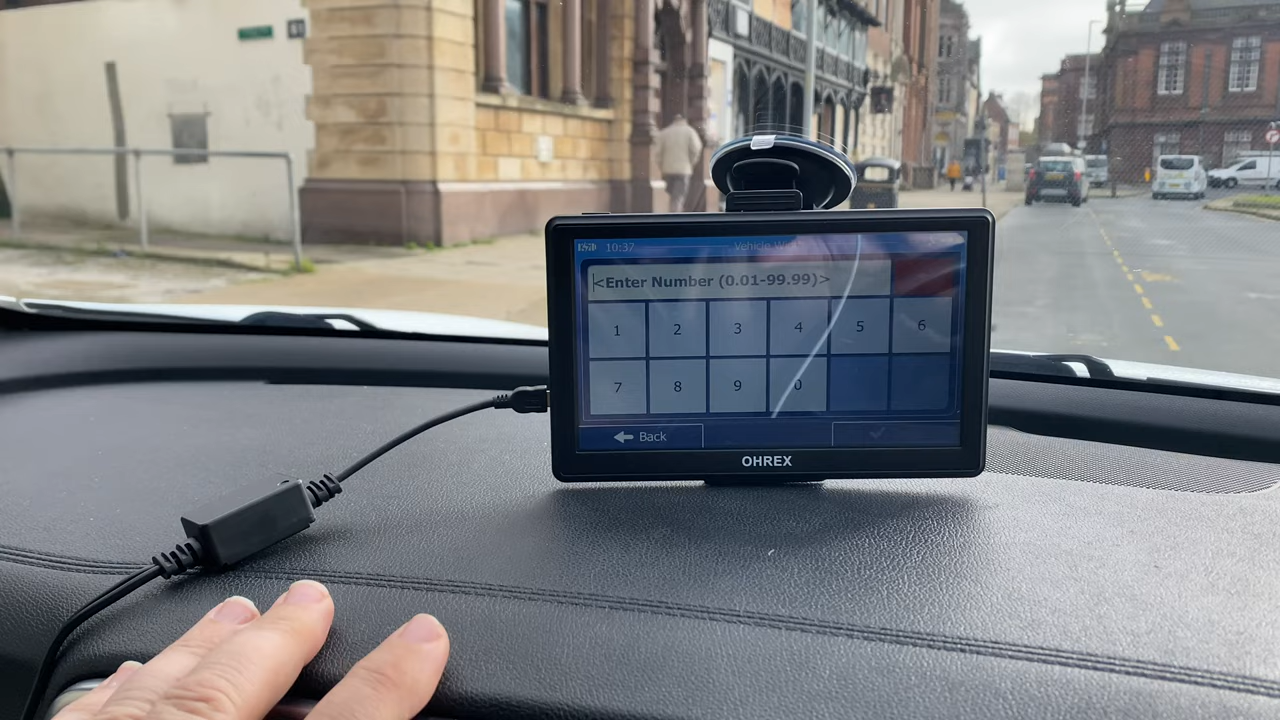 10:37
Vehicle
<Enter Number (0.01-99.99)>
1 2 3 4 5 6
7 8 9 0
Back
OHREX